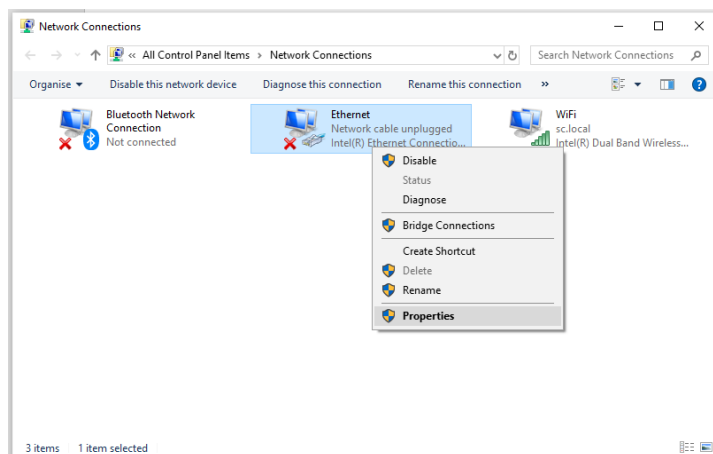 Network Connections
« All Control Panel Items > Network Connections
Search Network Connections
Organise Disable this network device Diagnose this connection Rename this connection »
Bluetooth Network
Connection
Not connected
Ethernet
Network cable unplugged
Intel(R) Ethernet Connectio...
WiFi
sc.local
Intel(R) Dual Band Wireless...
Disable
Status
Diagnose
Bridge Connections
Create Shortcut
Delete
Rename
Properties
3 items 1 item selected